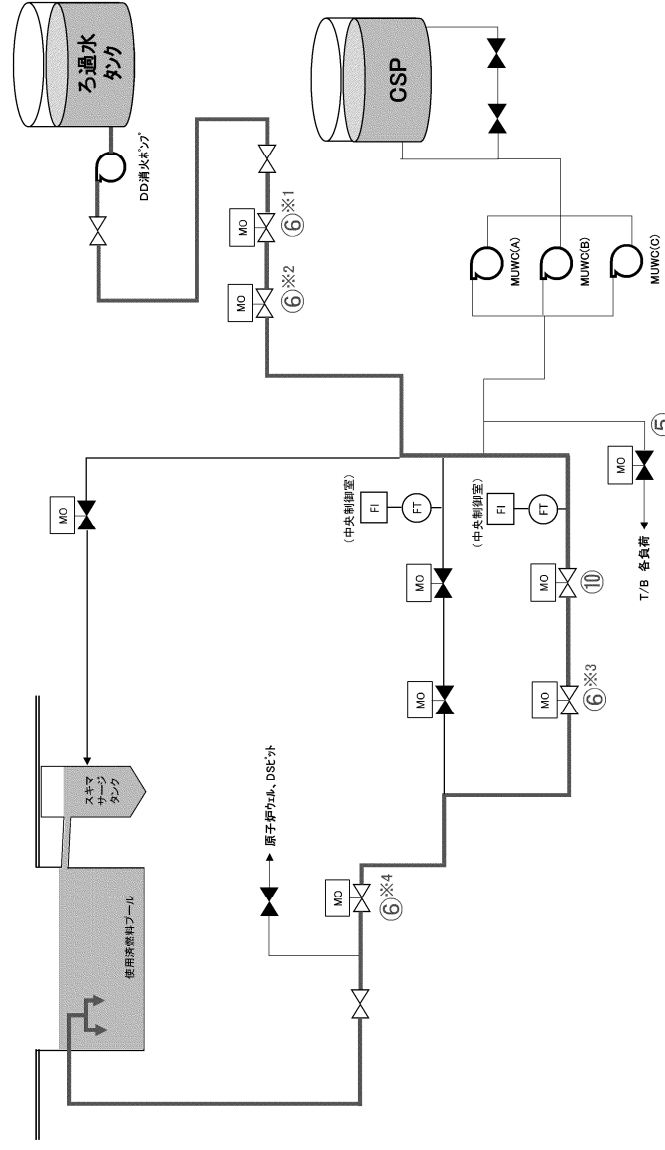 ろ過水
タンク
DD消火ポンプ
CSP
MO
⑥※1
MO
⑥※2
MUWC(A)
MUWC(B)
MUWC(C)
MO
(中央制御室)
FI
FT
(中央制御室)
FI
FT
MO
⑤
T/B 各負荷
MO
MO
⑩
MO
MO
⑥※3
スキマ
サージ
タンク
使用済燃料プール
原子炉ウェル、DSピット
MO
⑥※4